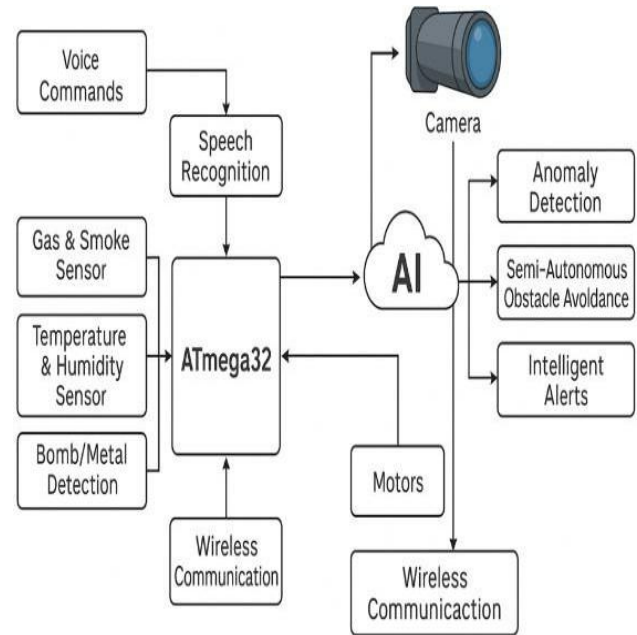 Voice
Commands
Speech
Recognition
Camera
Anomaly
Detection
Gas & Smoke
Sensor
ATmega32
AI
Semi-Autonomous
Obstacle Avoldance
Temperature
& Humidity
Sensor
Intelligent
Alerts
Bomb/Metal
Detection
Motors
Wireless
Communication
Wireless
Communicaction